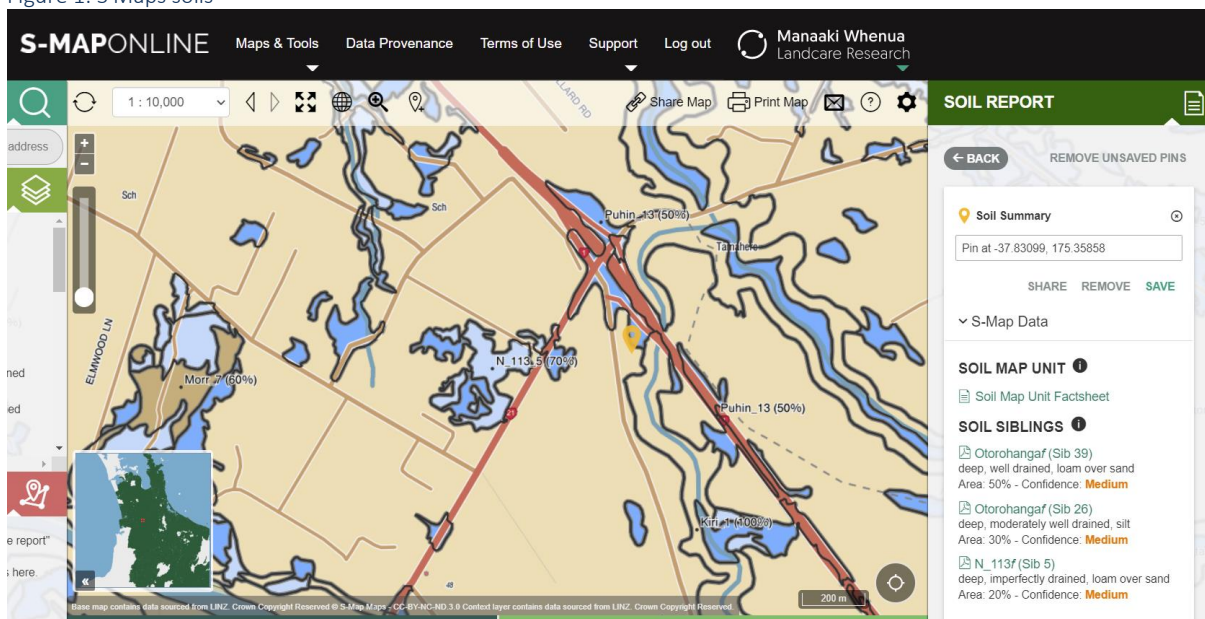 Figure 1. S Maps soils
S-MAPONLINE
Maps & Tools
Data Provenance
Terms of Use
Support
Log out
Manaaki Whenua
Landcare Research
address
1 : 10,000
Share Map
Print Map
SOIL REPORT
BACK
REMOVE UNSAVED PINS
Soil Summary
Pin at -37.83099, 175.35858
SHARE REMOVE SAVE
S-Map Data
SOIL MAP UNIT
Soil Map Unit Factsheet
SOIL SIBLINGS
Otorohangaf (Sib 39)
deep, well drained, loam over sand
Area: 50% - Confidence: Medium
Otorohangaf (Sib 26)
deep, moderately well drained, silt
Area: 30% - Confidence: Medium
N_113f (Sib 5)
deep, imperfectly drained, loam over sand
Area: 20% - Confidence: Medium
Sch
Sch
Puhin_13 (50%)
1
Tamahere
ELMWOOD LN
Morr_7 (60%)
N_113_5 (70%)
21
Puhin_13 (50%)
Kiri_1 (100%)
48
200 m
ned
ed
e report"
s here.
Base map contains data sourced from LINZ. Crown Copyright Reserved © S-Map Maps - CC-BY-NC-ND.3.0 Context layer contains data sourced from LINZ. Crown Copyright Reserved.